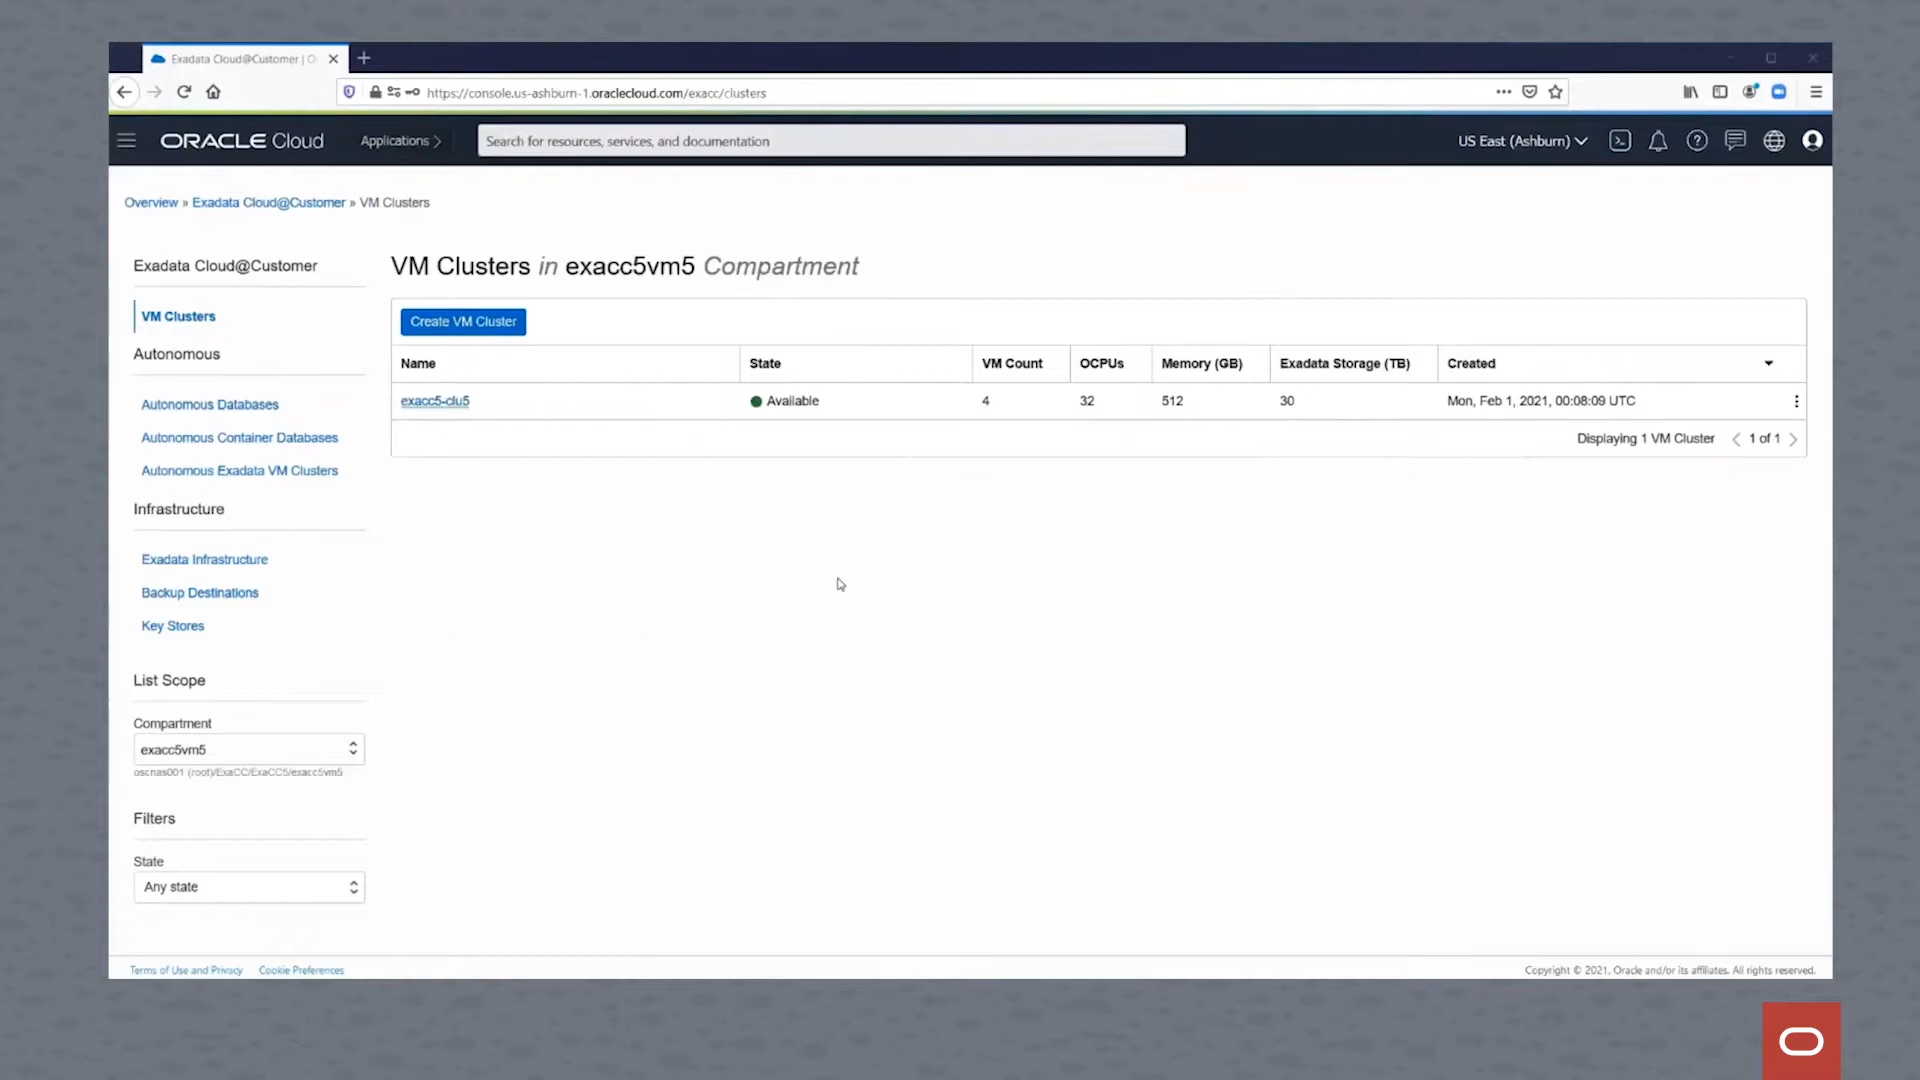 Exadata Cloud@Customer | O
https://console.us-ashburn-1.oraclecloud.com/exacc/clusters
ORACLE Cloud
Applications
Search for resources, services, and documentation
US East (Ashburn)
Overview » Exadata Cloud@Customer » VM Clusters
Exadata Cloud@Customer
VM Clusters
Autonomous
Autonomous Databases
Autonomous Container Databases
Autonomous Exadata VM Clusters
Infrastructure
Exadata Infrastructure
Backup Destinations
Key Stores
List Scope
Compartment
exacc5vm5
oscnas001 (root)/ExaCC/ExaCC5/exacc5vm5
Filters
State
Any state
VM Clusters in exacc5vm5 Compartment
Create VM Cluster
Name State VM Count OCPUs Memory (GB) Exadata Storage (TB) Created
exacc5-clu5 Available 4 32 512 30 Mon, Feb 1, 2021, 00:08:09 UTC
Displaying 1 VM Cluster 1 of 1
Terms of Use and Privacy Cookie Preferences
Copyright © 2021, Oracle and/or its affiliates. All rights reserved.